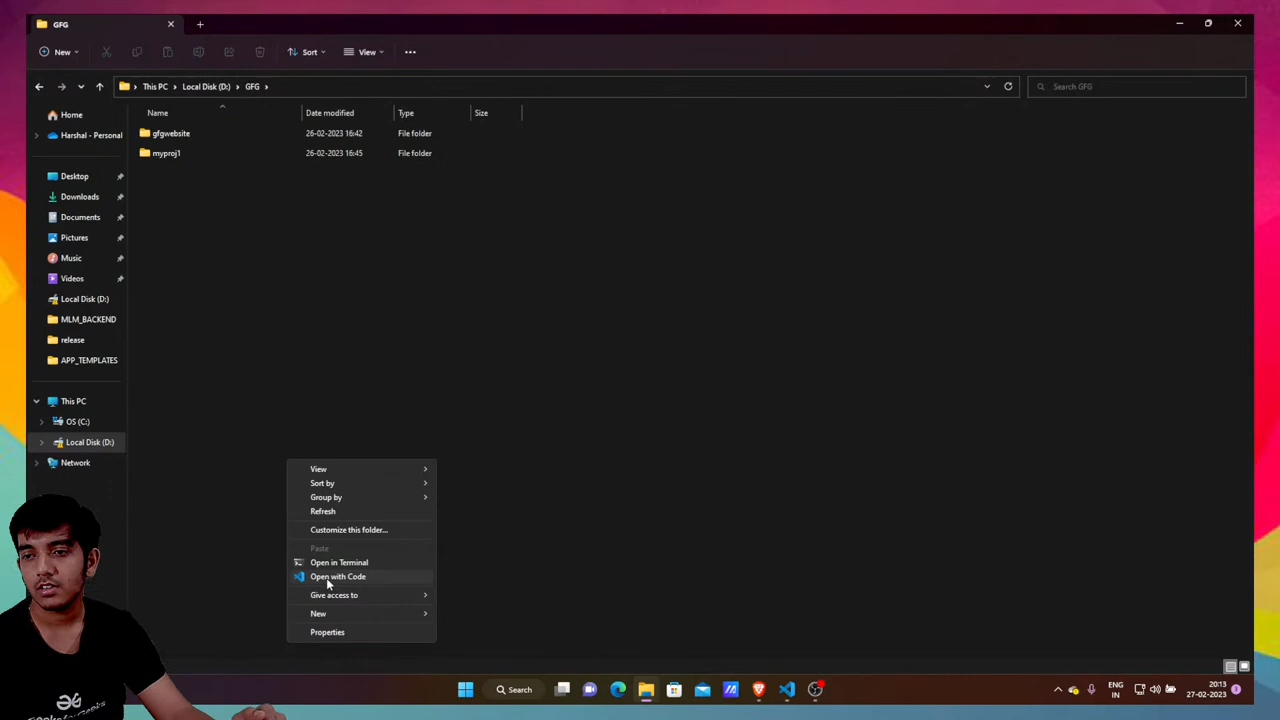 GFG
New
Sort
View
This PC
Local Disk (D:)
GFG
Search GFG
Name
Date modified
Type
Size
gfgwebsite
26-02-2023 16:42
File folder
myproj1
26-02-2023 16:45
File folder
Home
Harshal - Personal
Desktop
Downloads
Documents
Pictures
Music
Videos
Local Disk (D:)
MLM_BACKEND
release
APP_TEMPLATES
This PC
OS (C:)
Local Disk (D:)
Network
View
Sort by
Group by
Refresh
Customize this folder...
Paste
Open in Terminal
Open with Code
Give access to
New
Properties
Search
ENG
IN
2013
27-02-2023